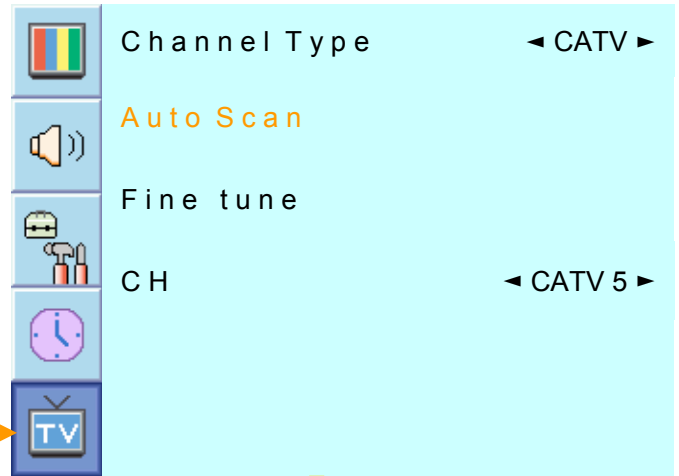 Channel Type ◄ CATV ►
Auto Scan
Fine tune
CH ◄ CATV 5 ►
TV